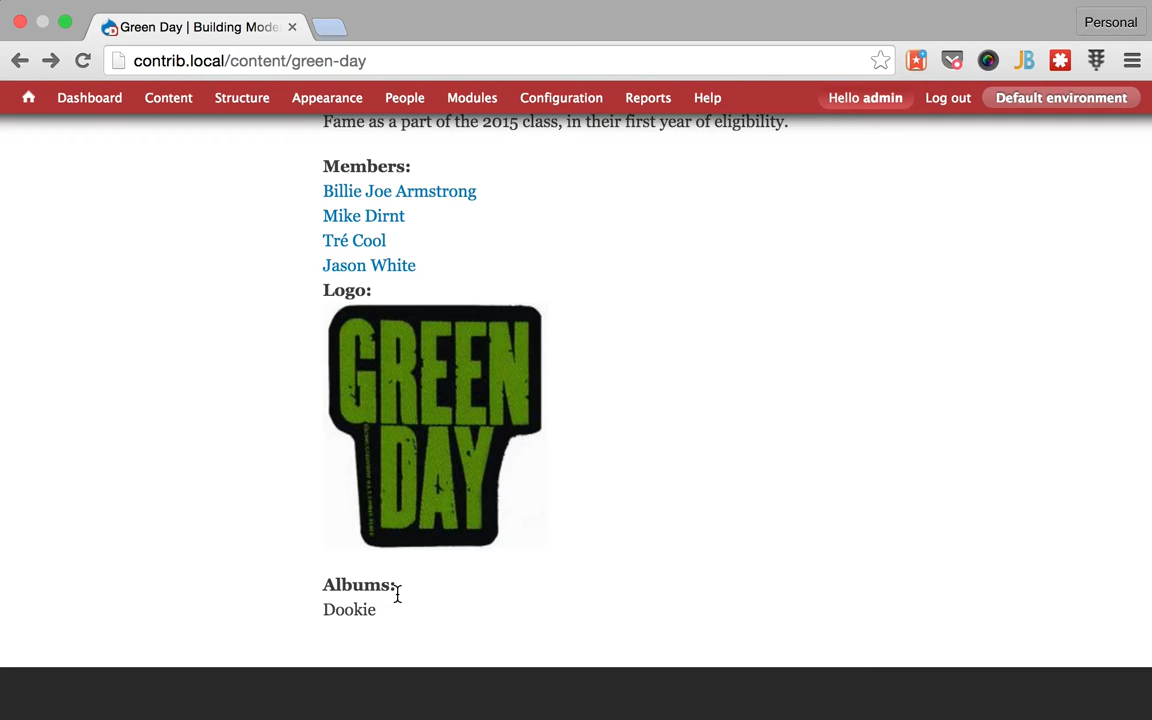 Green Day | Building Mode
Personal
contrib.local/content/green-day
Dashboard Content Structure Appearance People Modules Configuration Reports Help Hello admin Log out Default environment
Fame as a part of the 2015 class, in their first year of eligibility.
Members:
Billie Joe Armstrong
Mike Dirnt
Tré Cool
Jason White
Logo:
GREEN
DAY
Albums:
Dookie